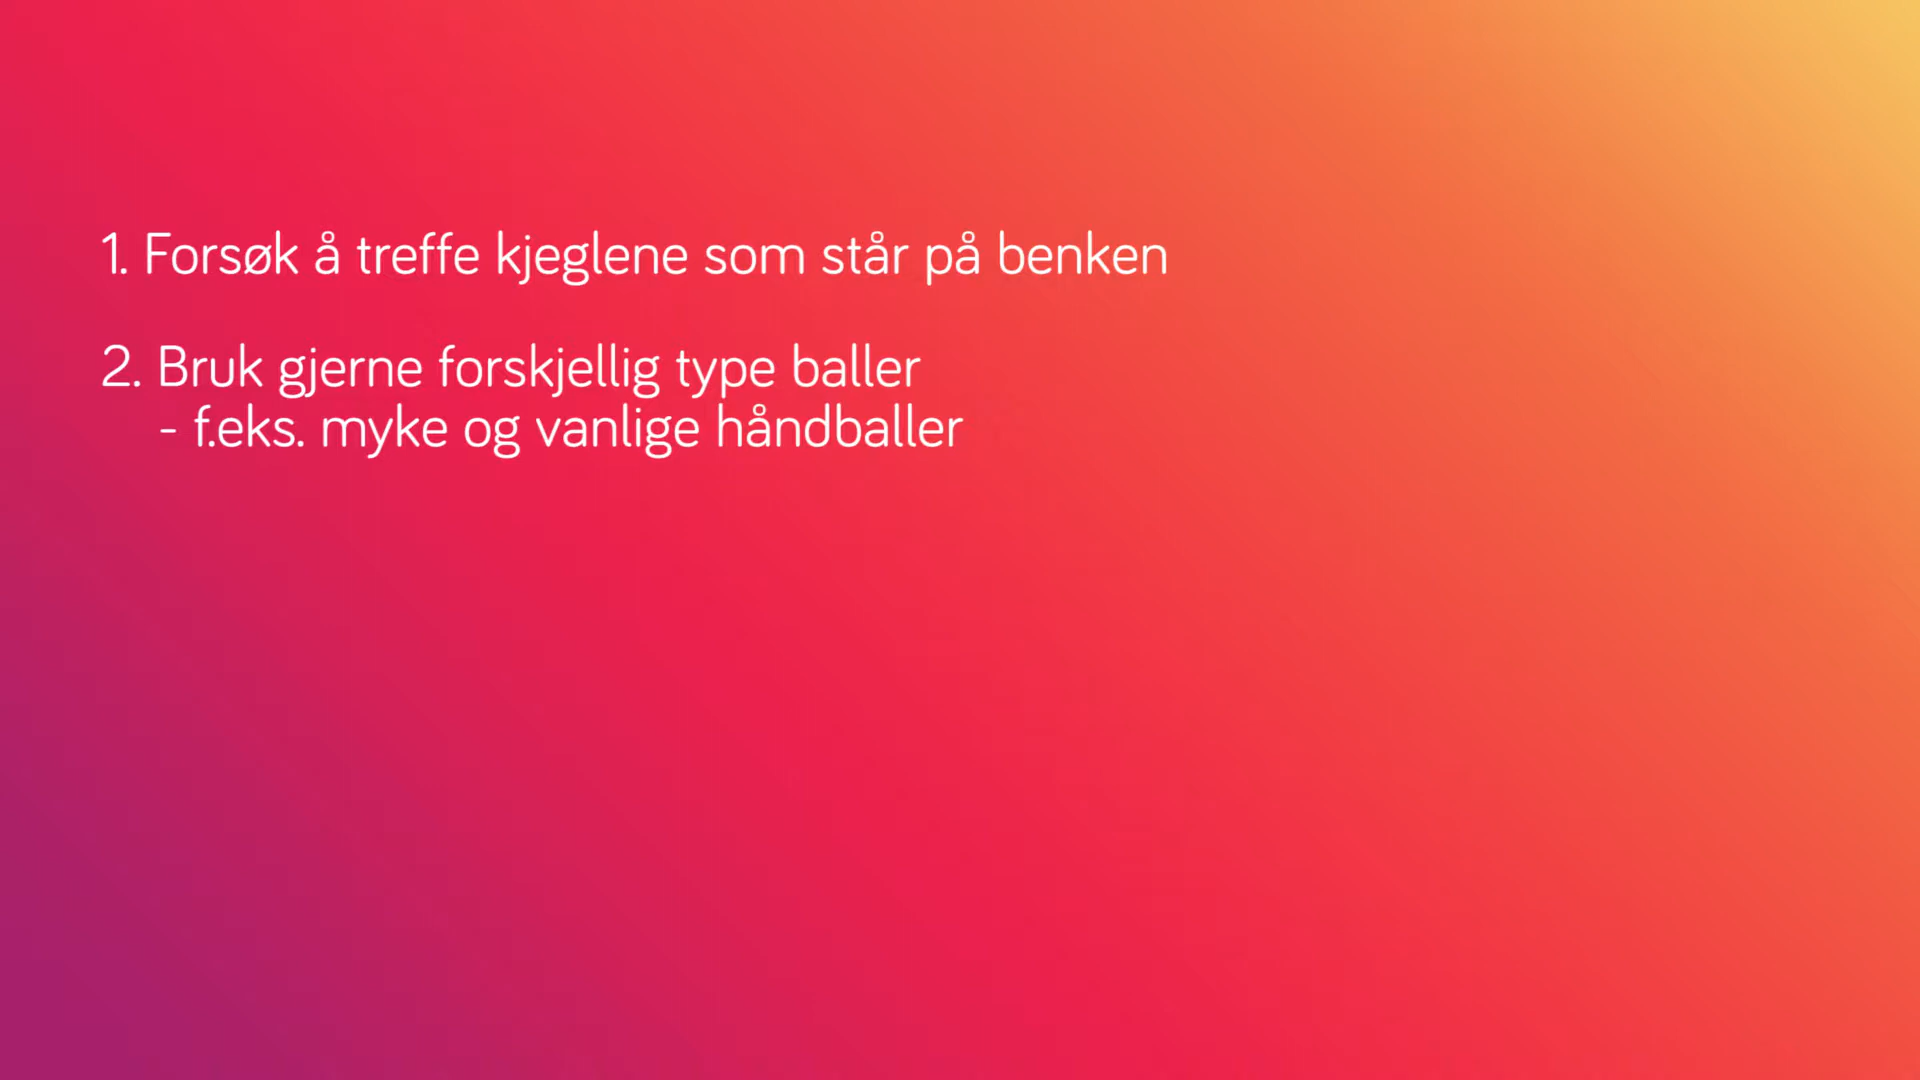 1. Forsøk å treffe kjeglene som står på benken
2. Bruk gjerne forskjellig type baller
- f.eks. myke og vanlige håndballer